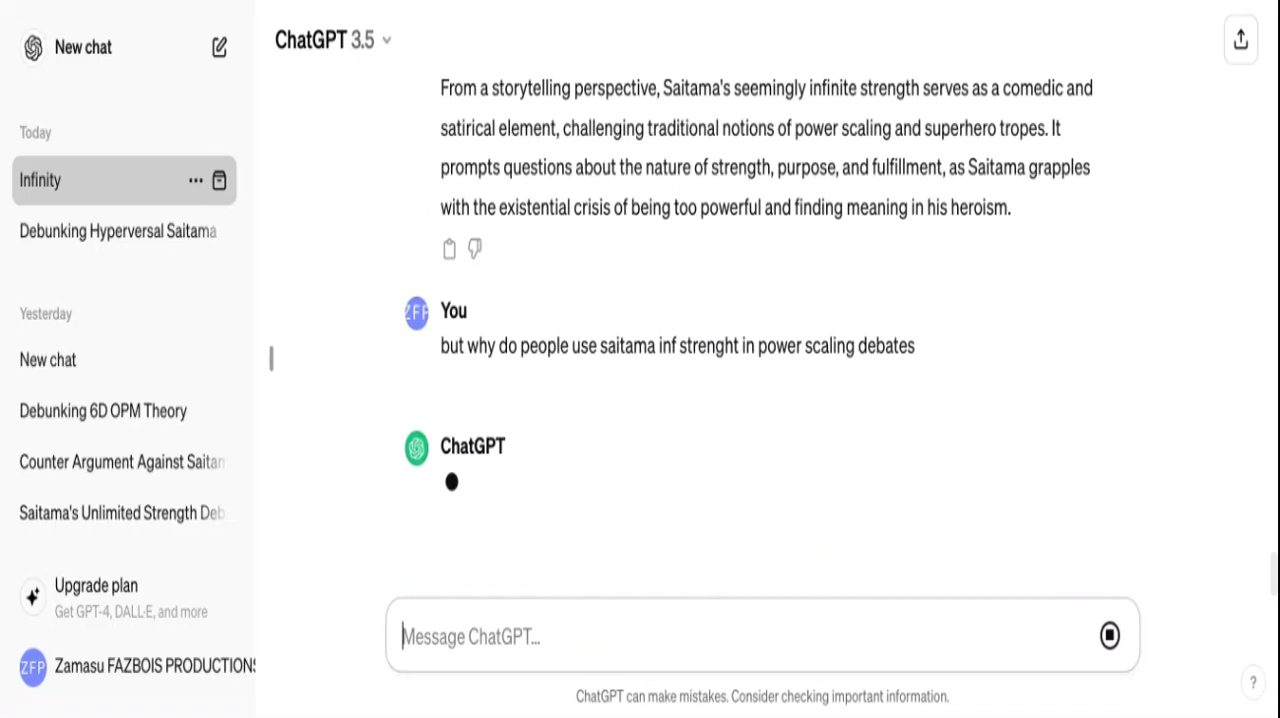 New chat
Today
Infinity
Debunking Hyperversal Saitama
Yesterday
New chat
Debunking 6D OPM Theory
Counter Argument Against Saitam
Saitama's Unlimited Strength Deb
Upgrade plan
Get GPT-4, DALL·E, and more
ZFP Zamasu FAZBOIS PRODUCTIONS
ChatGPT 3.5
From a storytelling perspective, Saitama's seemingly infinite strength serves as a comedic and
satirical element, challenging traditional notions of power scaling and superhero tropes. It
prompts questions about the nature of strength, purpose, and fulfillment, as Saitama grapples
with the existential crisis of being too powerful and finding meaning in his heroism.
ZFP You
but why do people use saitama inf strenght in power scaling debates
ChatGPT
Message ChatGPT...
ChatGPT can make mistakes. Consider checking important information.
?